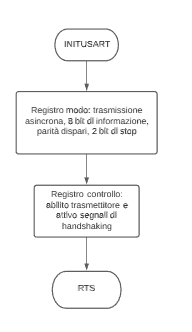 INITUSART
Registro modo: trasmissione
asincrona, 8 bit di informazione,
parità dispari, 2 bit di stop
Registro controllo:
abilito trasmettitore e
attivo segnali di
handshaking
RTS